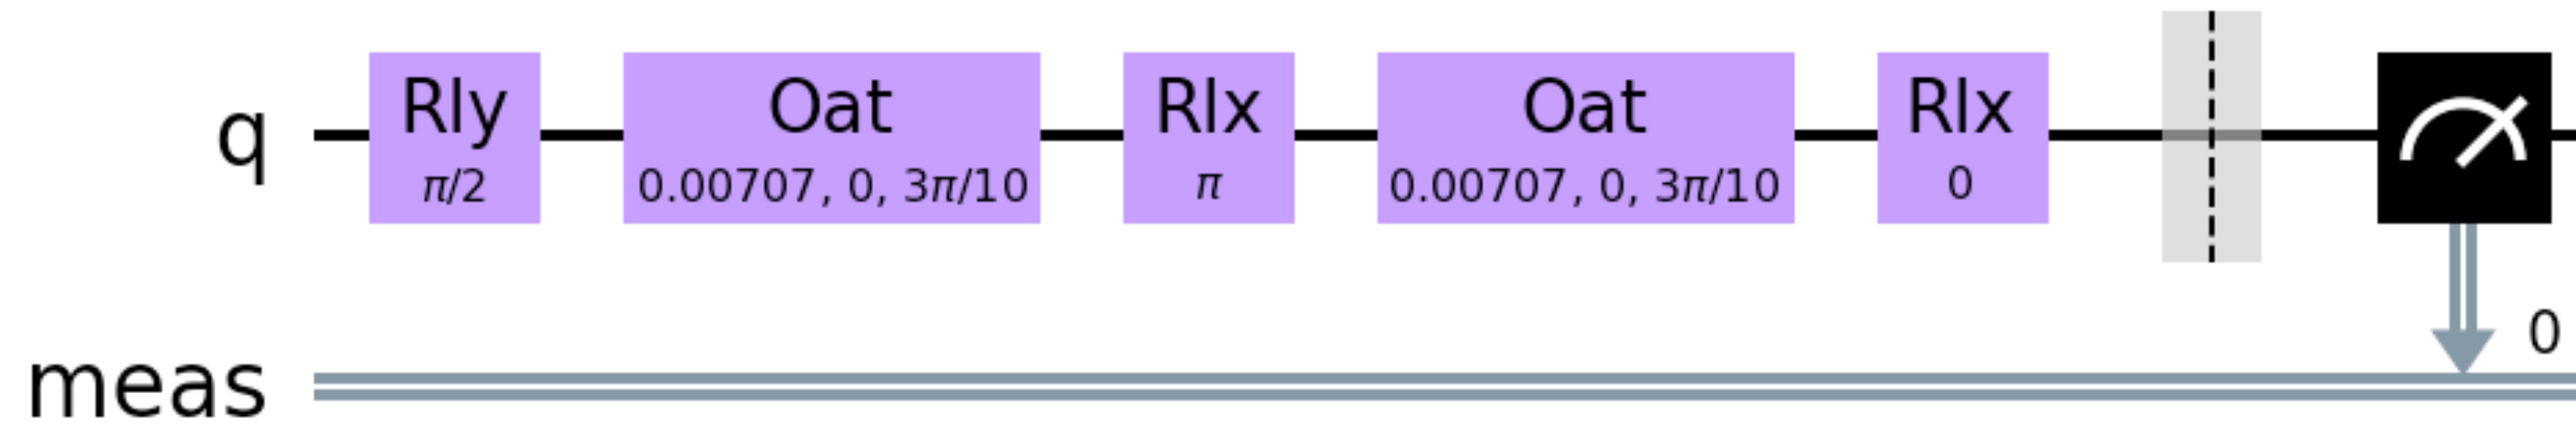 q Rly Oat Rlx Oat Rlx
π/2 0.00707, 0, 3π/10 π 0.00707, 0, 3π/10 0
0
meas